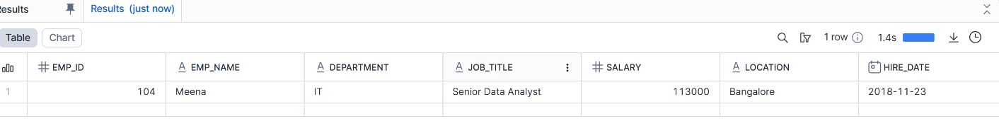 Results Results (just now)
Table Chart 1 row 1.4s
EMP_ID EMP_NAME DEPARTMENT JOB_TITLE SALARY LOCATION HIRE_DATE
1 104 Meena IT Senior Data Analyst 113000 Bangalore 2018-11-23